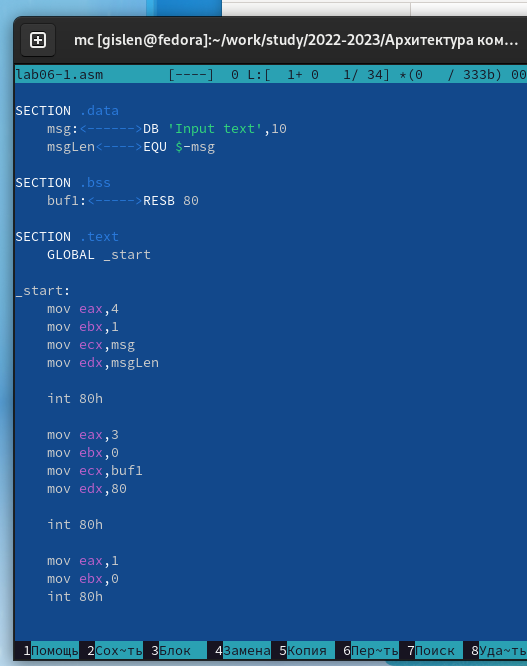 mc [gislen@fedora]:~/work/study/2022-2023/Архитектура ком...
lab06-1.asm [----] 0 L:[ 1+ 0 1/ 34] *(0 / 333b) 00
SECTION .data
msg:<------>DB 'Input text',10
msgLen<---->EQU $-msg
SECTION .bss
buf1:<----->RESB 80
SECTION .text
GLOBAL _start
_start:
mov eax,4
mov ebx,1
mov ecx,msg
mov edx,msgLen
int 80h
mov eax,3
mov ebx,0
mov ecx,buf1
mov edx,80
int 80h
mov eax,1
mov ebx,0
int 80h
1Помощь 2Сох~ть 3Блок 4Замена 5Копия 6Пер~ть 7Поиск 8Уда~ть